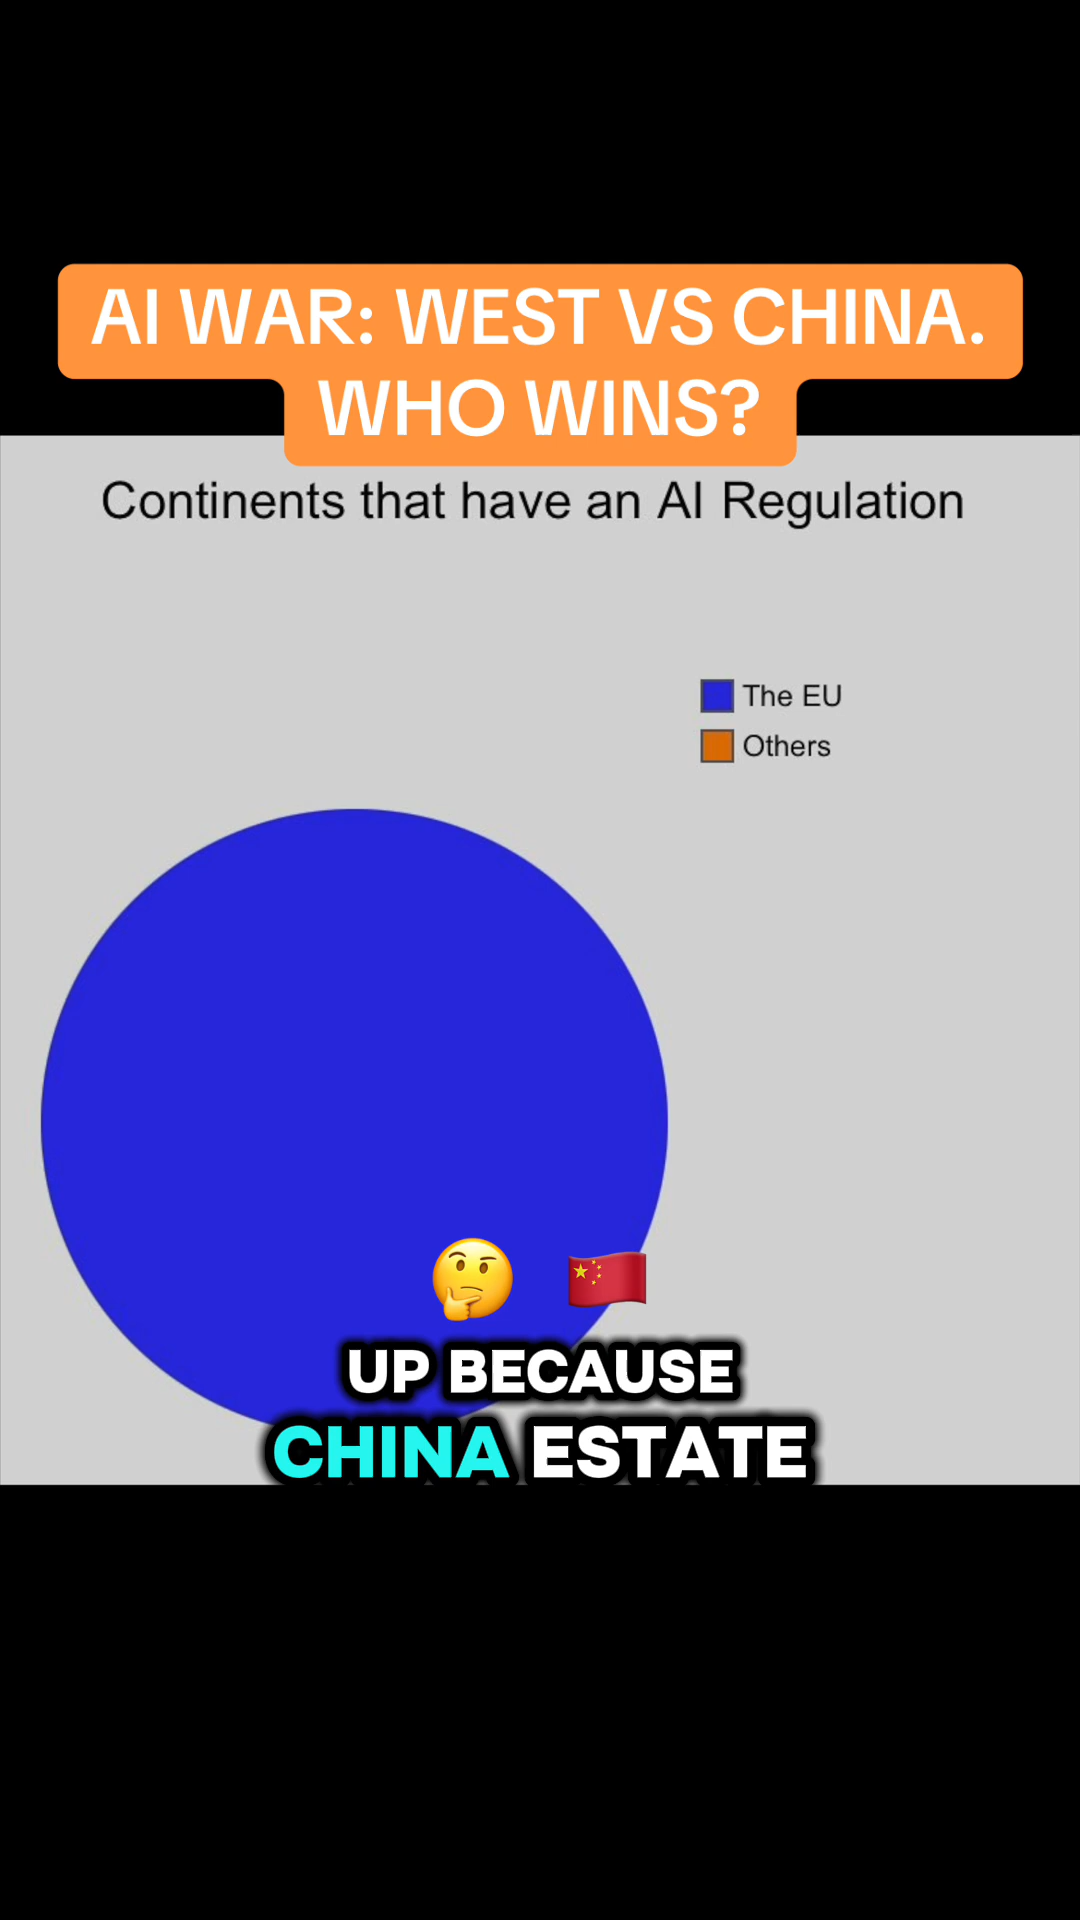 AI WAR: WEST VS CHINA.
WHO WINS?
Continents that have an AI Regulation
The EU
Others
UP BECAUSE
CHINA ESTATE